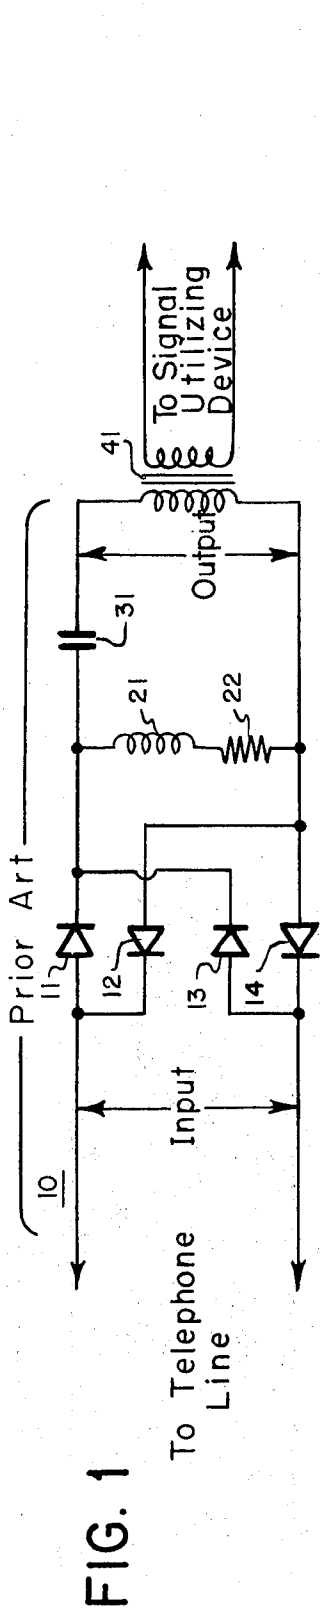 FIG. 1
Prior Art
10
To Telephone
Line
Input
11
12
13
14
21
22
31
Output
41
To Signal
Utilizing
Device